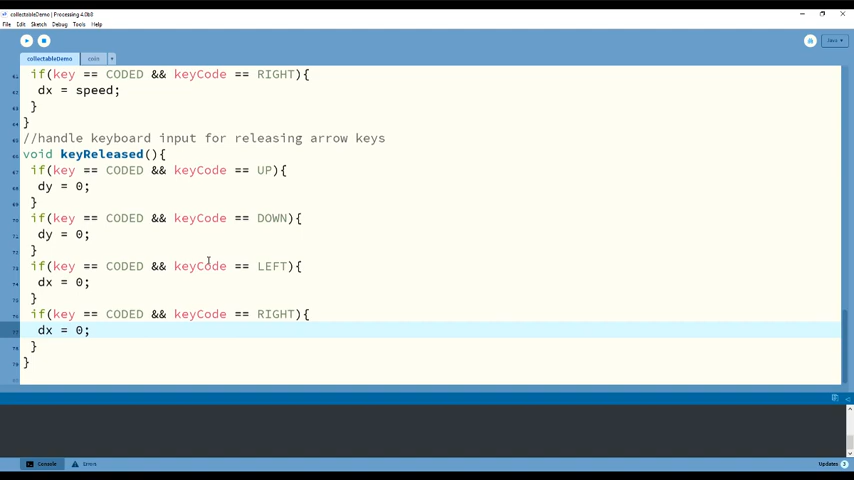 collectableDemo | Processing 4.0b8
File Edit Sketch Debug Tools Help
Java ▾
collectableDemo coin ▾
if(key == CODED && keyCode == RIGHT){
dx = speed;
}
}
//handle keyboard input for releasing arrow keys
void keyReleased(){
if(key == CODED && keyCode == UP){
dy = 0;
}
if(key == CODED && keyCode == DOWN){
dy = 0;
}
if(key == CODED && keyCode == LEFT){
dx = 0;
}
if(key == CODED && keyCode == RIGHT){
dx = 0;
}
}
Console Errors Updates 3